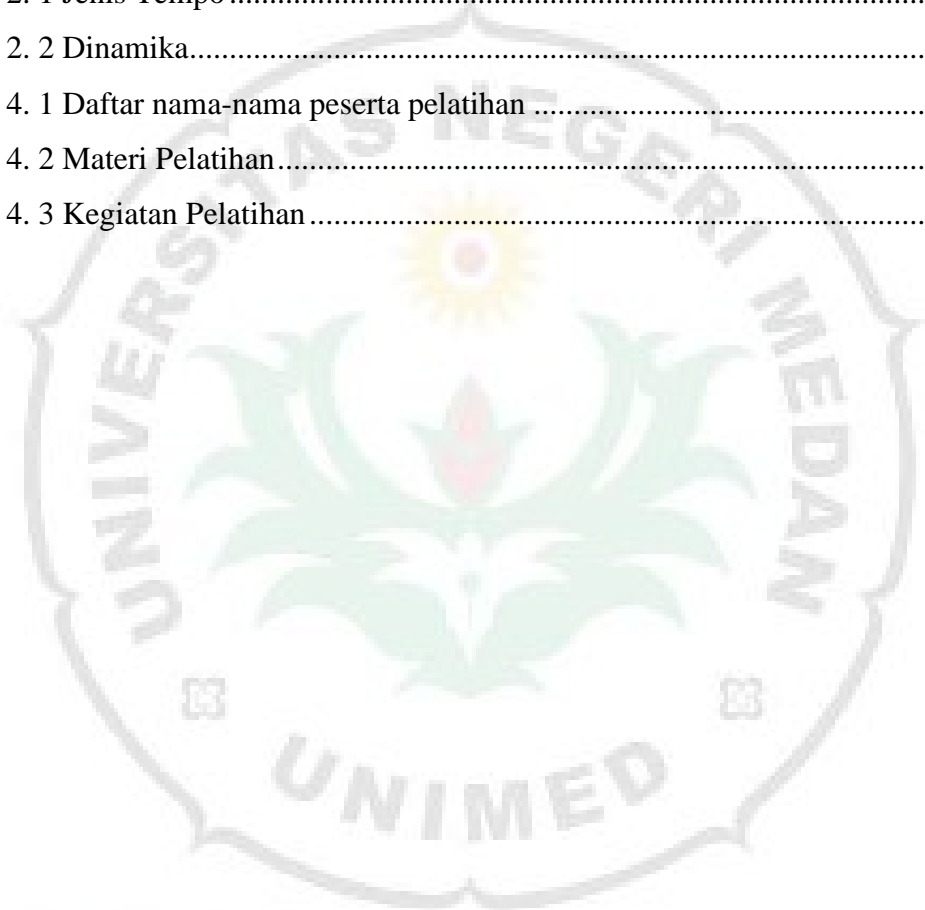 2. 1 Jenis Tempo................................................................................
2. 2 Dinamika.....................................................................................
4. 1 Daftar nama-nama peserta pelatihan ..........................................
4. 2 Materi Pelatihan...........................................................................
4. 3 Kegiatan Pelatihan.......................................................................
UNIVERSITAS NEGERI MEDAN
UNIMED